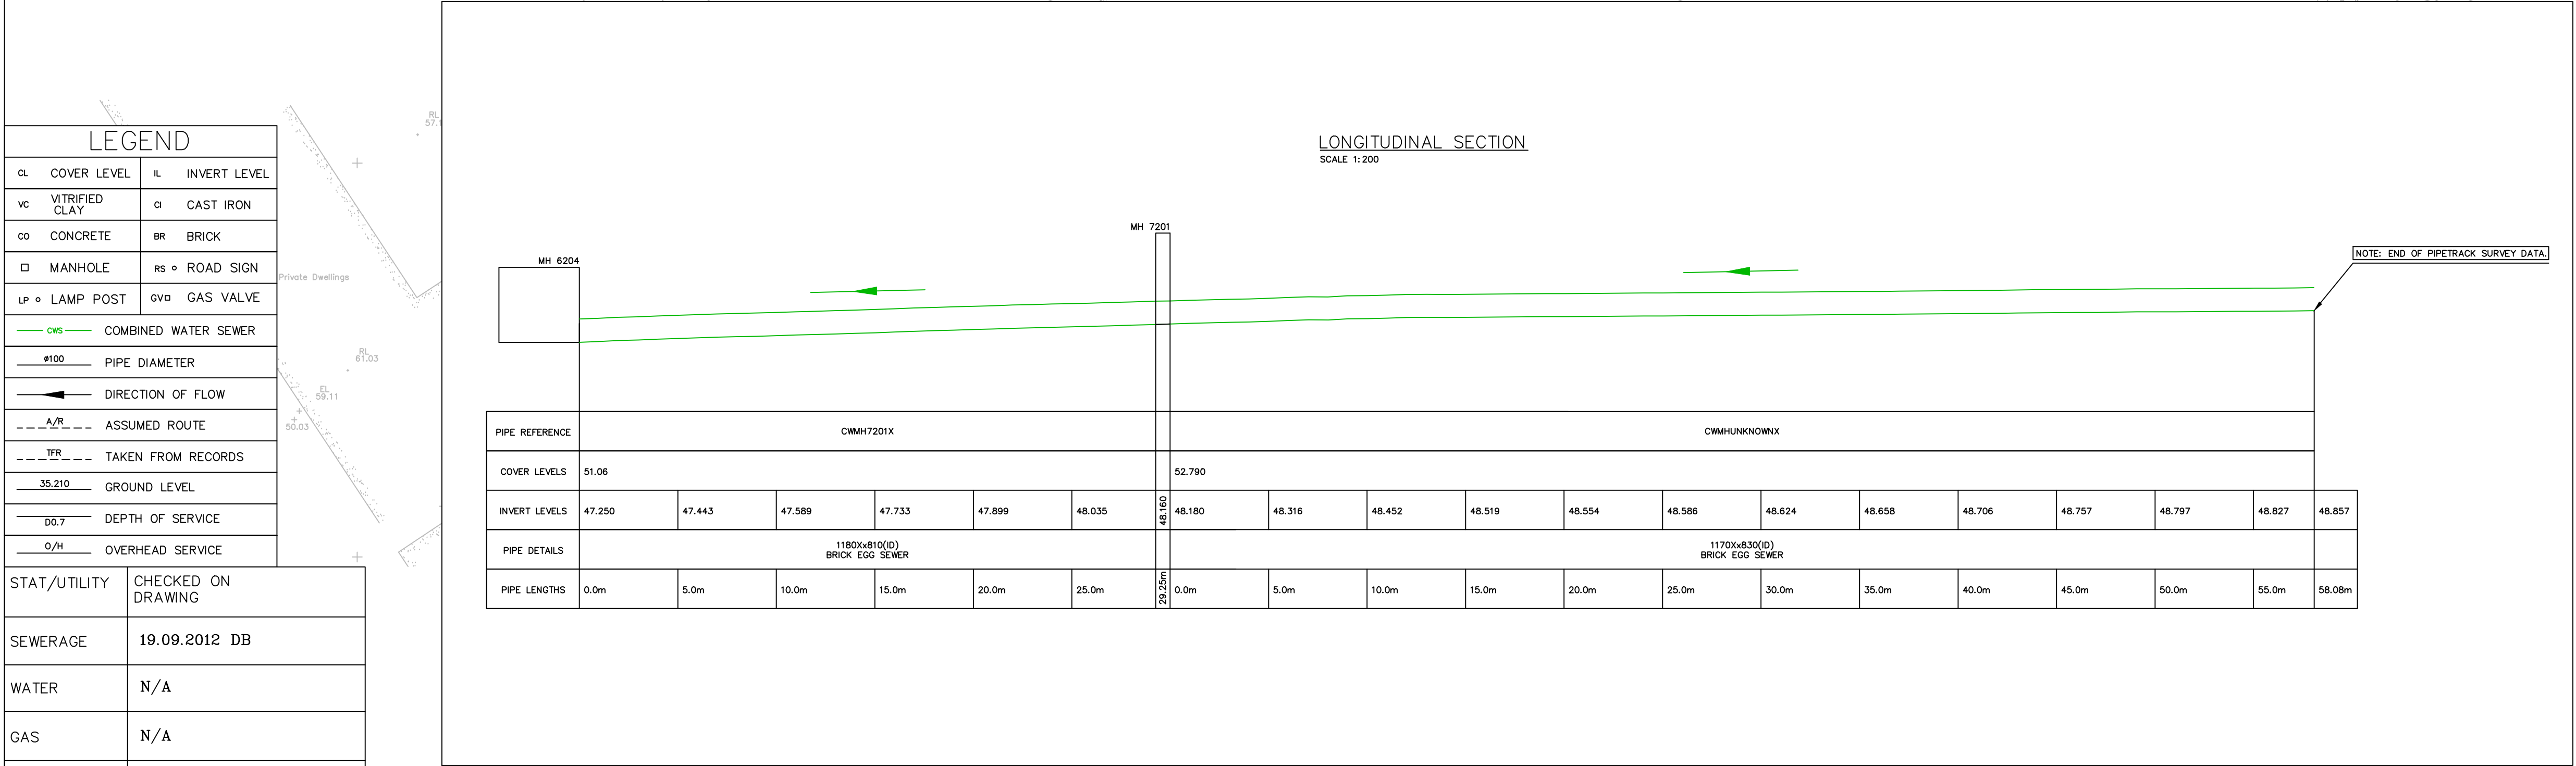 LEGEND
CL COVER LEVEL IL INVERT LEVEL
VC VITRIFIED CLAY CI CAST IRON
CO CONCRETE BR BRICK
MANHOLE RS ROAD SIGN
LP LAMP POST GV GAS VALVE
CWS COMBINED WATER SEWER
ø100 PIPE DIAMETER
DIRECTION OF FLOW
A/R ASSUMED ROUTE
TFR TAKEN FROM RECORDS
35.210 GROUND LEVEL
D0.7 DEPTH OF SERVICE
O/H OVERHEAD SERVICE
STAT/UTILITY CHECKED ON DRAWING
SEWERAGE 19.09.2012 DB
WATER N/A
GAS N/A
RL
Private Dwellings
RL
61.03
EL
59.11
50.03
LONGITUDINAL SECTION
SCALE 1:200
MH 6204
MH 7201
NOTE: END OF PIPETRACK SURVEY DATA.
PIPE REFERENCE CWMH7201X CWMHUNKNOWNX
COVER LEVELS 51.06 52.790
INVERT LEVELS 47.250 47.443 47.589 47.733 47.899 48.035 48.160 48.180 48.316 48.452 48.519 48.554 48.586 48.624 48.658 48.706 48.757 48.797 48.827 48.857
PIPE DETAILS 1180Xx810(ID) BRICK EGG SEWER 1170Xx830(ID) BRICK EGG SEWER
PIPE LENGTHS 0.0m 5.0m 10.0m 15.0m 20.0m 25.0m 29.25m 0.0m 5.0m 10.0m 15.0m 20.0m 25.0m 30.0m 35.0m 40.0m 45.0m 50.0m 55.0m 58.08m